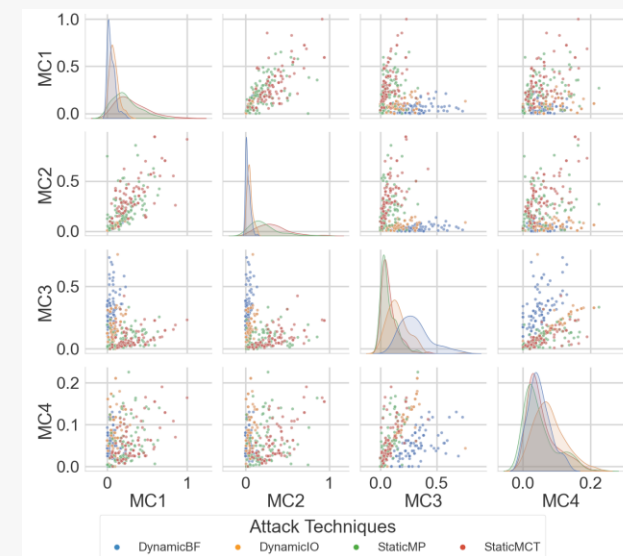 MC1
1.0
0.5
0.0
MC2
0.5
0.0
MC3
0.5
0.0
MC4
0.2
0.1
0.0
0 1 0 1 0.0 0.5 0.0 0.2
MC1 MC2 MC3 MC4
Attack Techniques
DynamicBF DynamicIO StaticMP StaticMCT